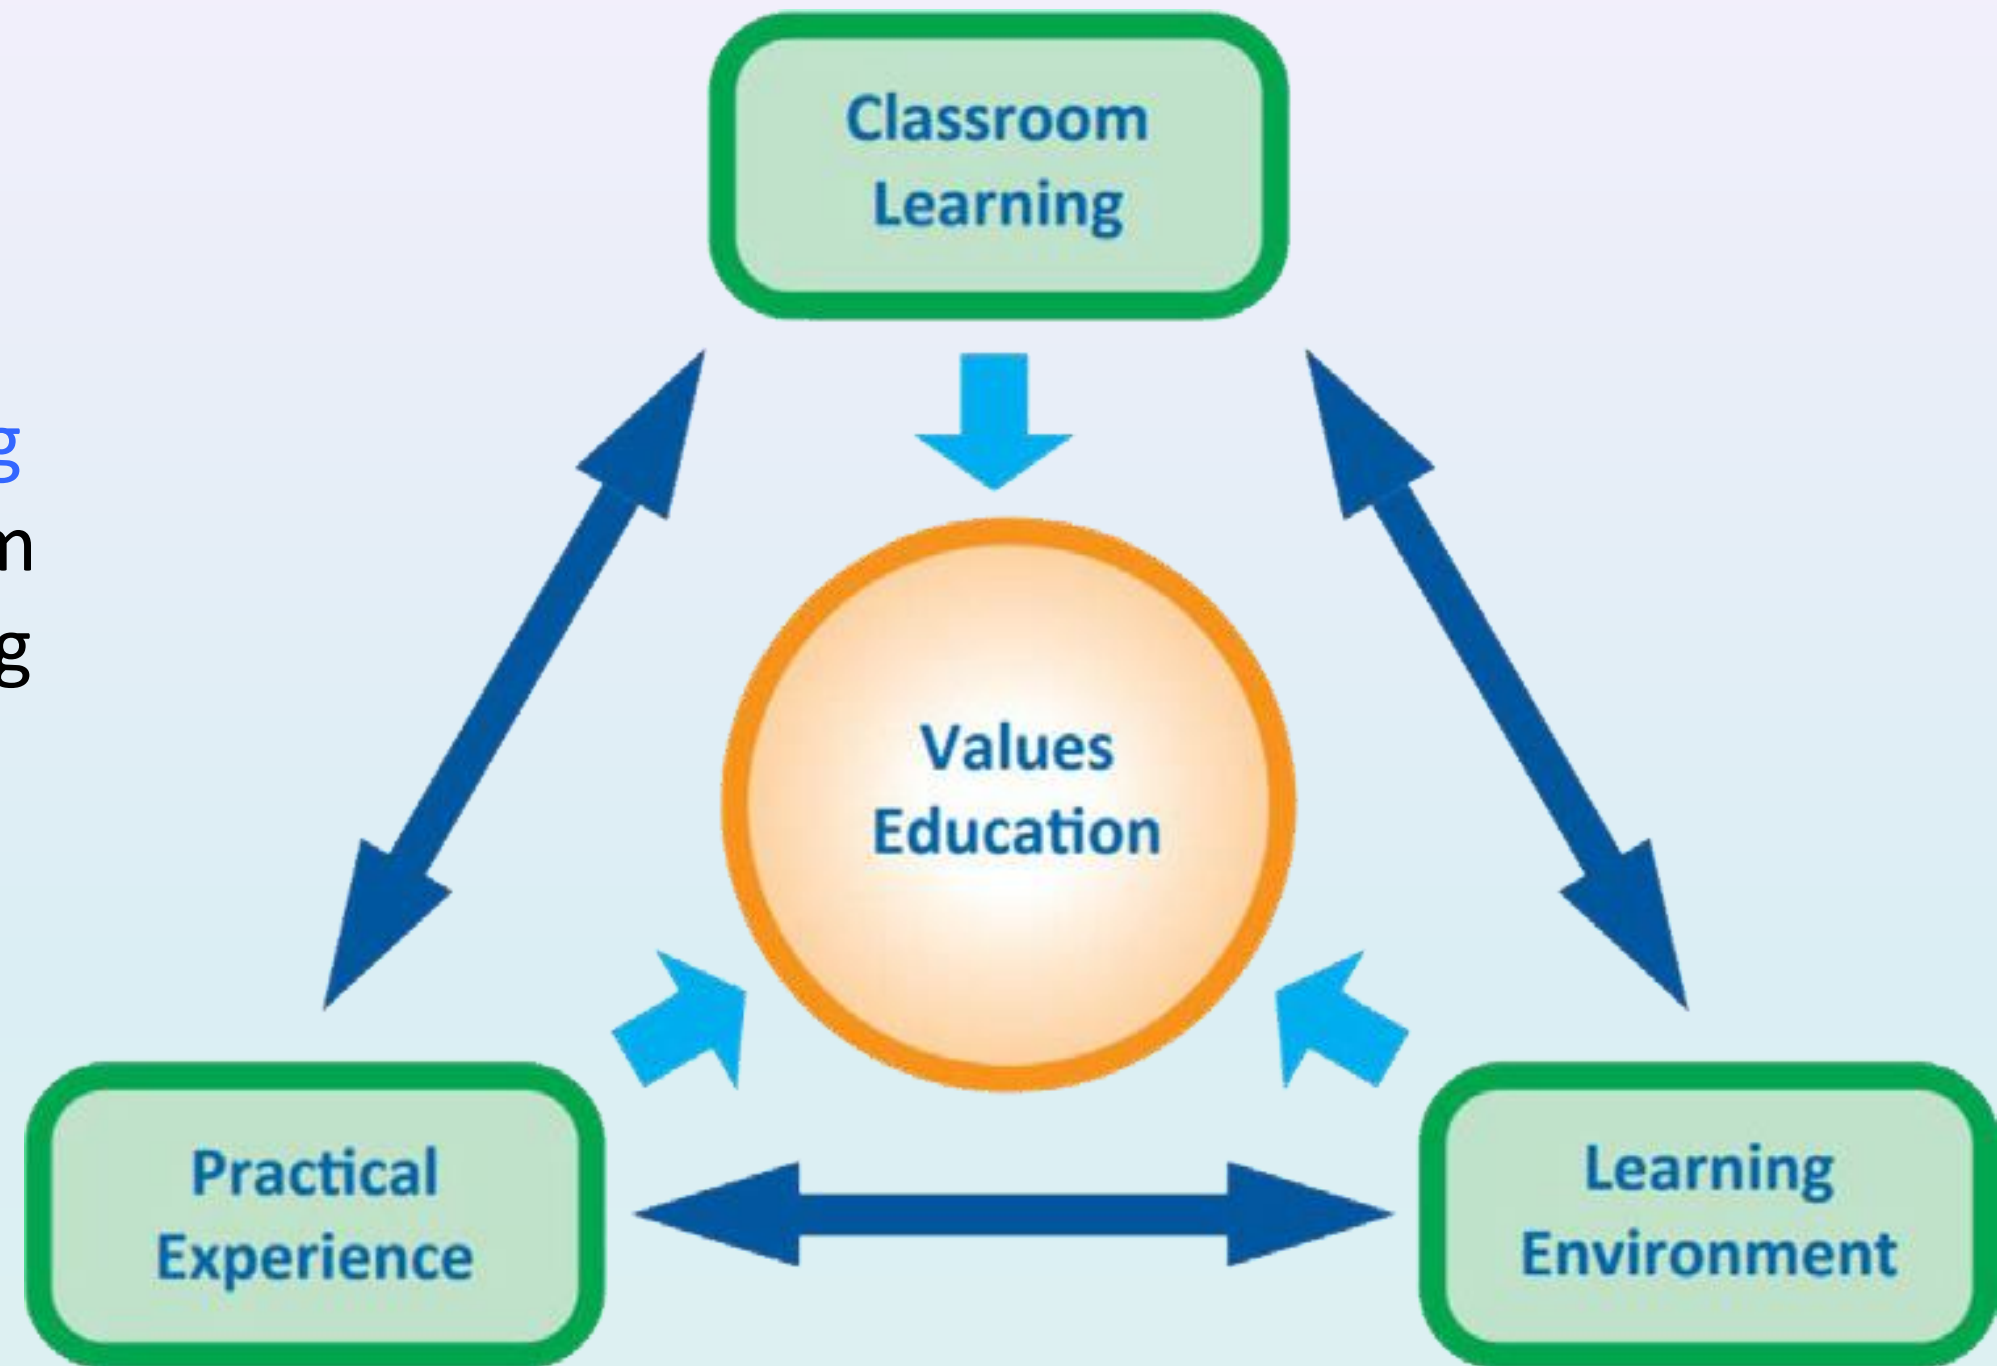 Classroom
Learning
g
m
g
Values
Education
Practical
Experience
Learning
Environment